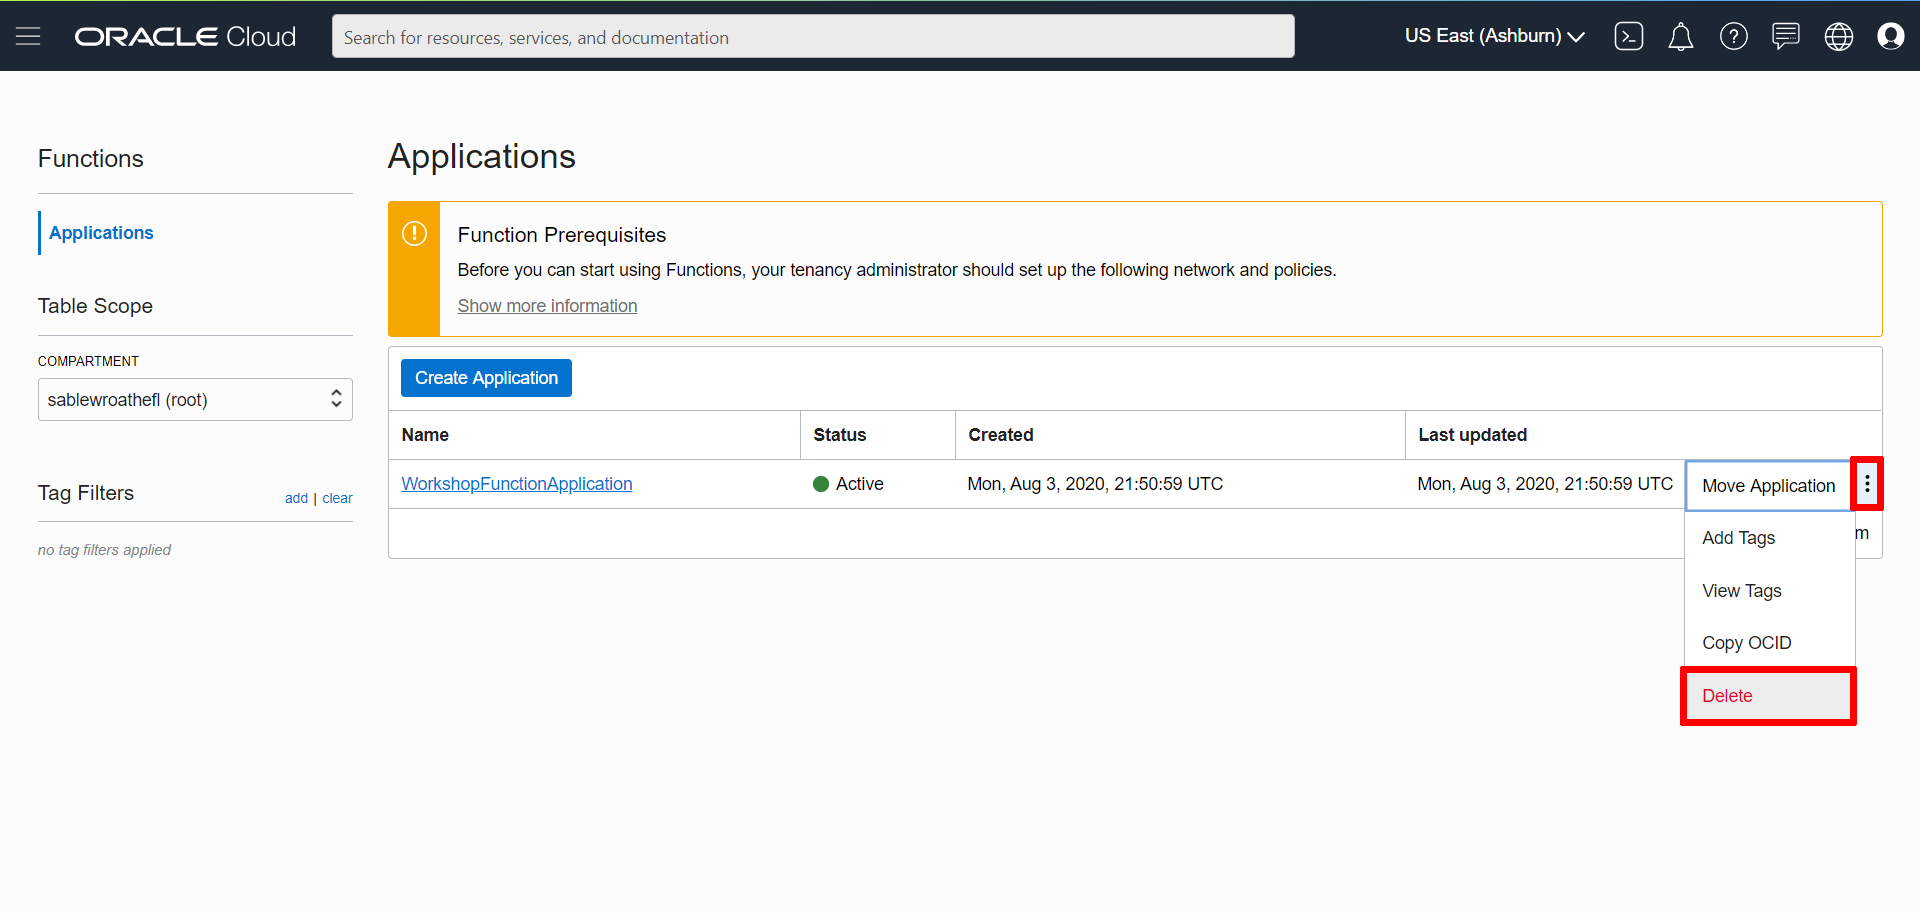 ORACLE Cloud
Search for resources, services, and documentation
US East (Ashburn)
Functions
Applications
Table Scope
COMPARTMENT
sablewroathefl (root)
Tag Filters
add | clear
no tag filters applied
Applications
Function Prerequisites
Before you can start using Functions, your tenancy administrator should set up the following network and policies.
Show more information
Create Application
Name Status Created Last updated
WorkshopFunctionApplication Active Mon, Aug 3, 2020, 21:50:59 UTC Mon, Aug 3, 2020, 21:50:59 UTC
Move Application
Add Tags
View Tags
Copy OCID
Delete